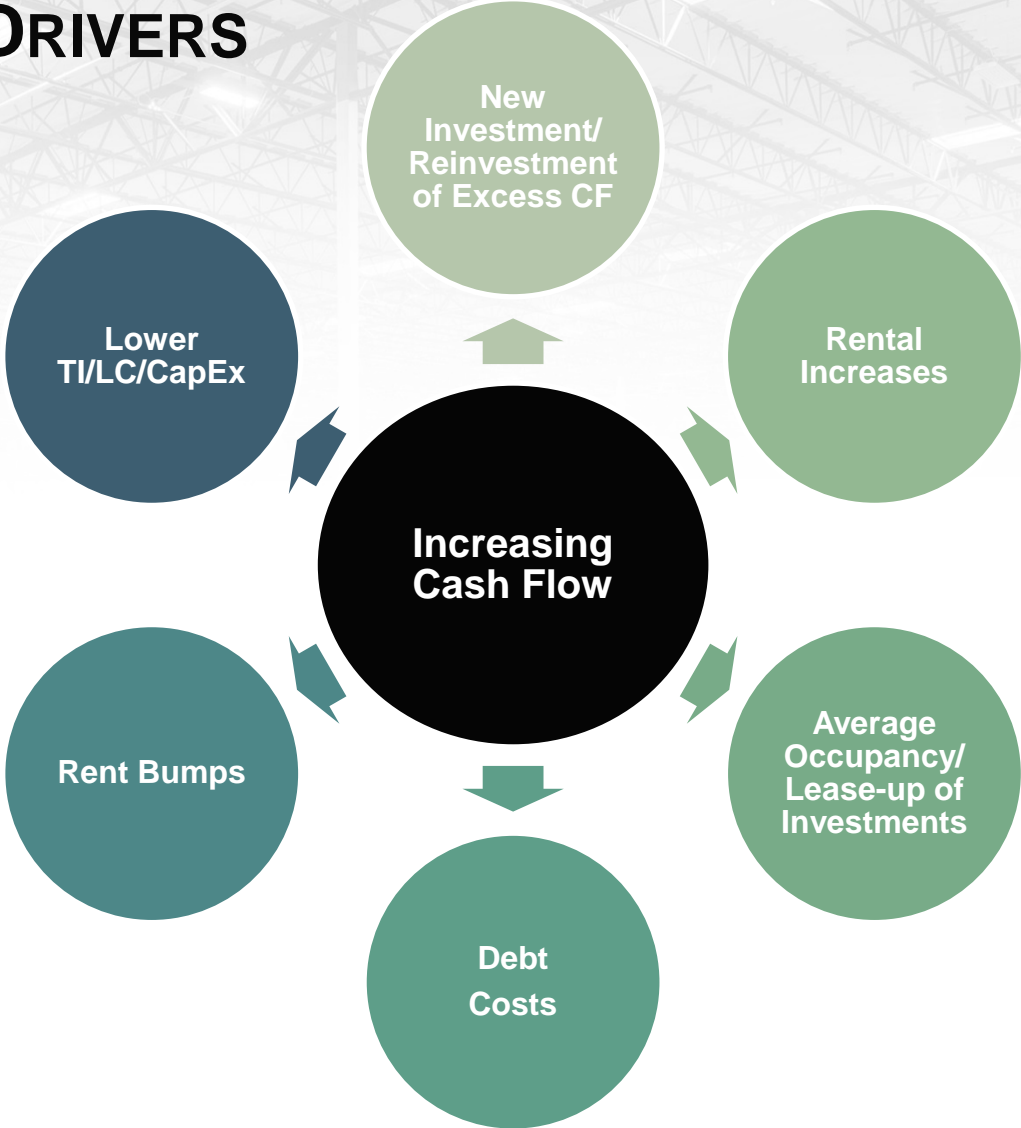 DRIVERS
New
Investment/
Reinvestment
of Excess CF
Lower
TI/LC/CapEx
Rental
Increases
Increasing
Cash Flow
Rent Bumps
Average
Occupancy/
Lease-up of
Investments
Debt
Costs